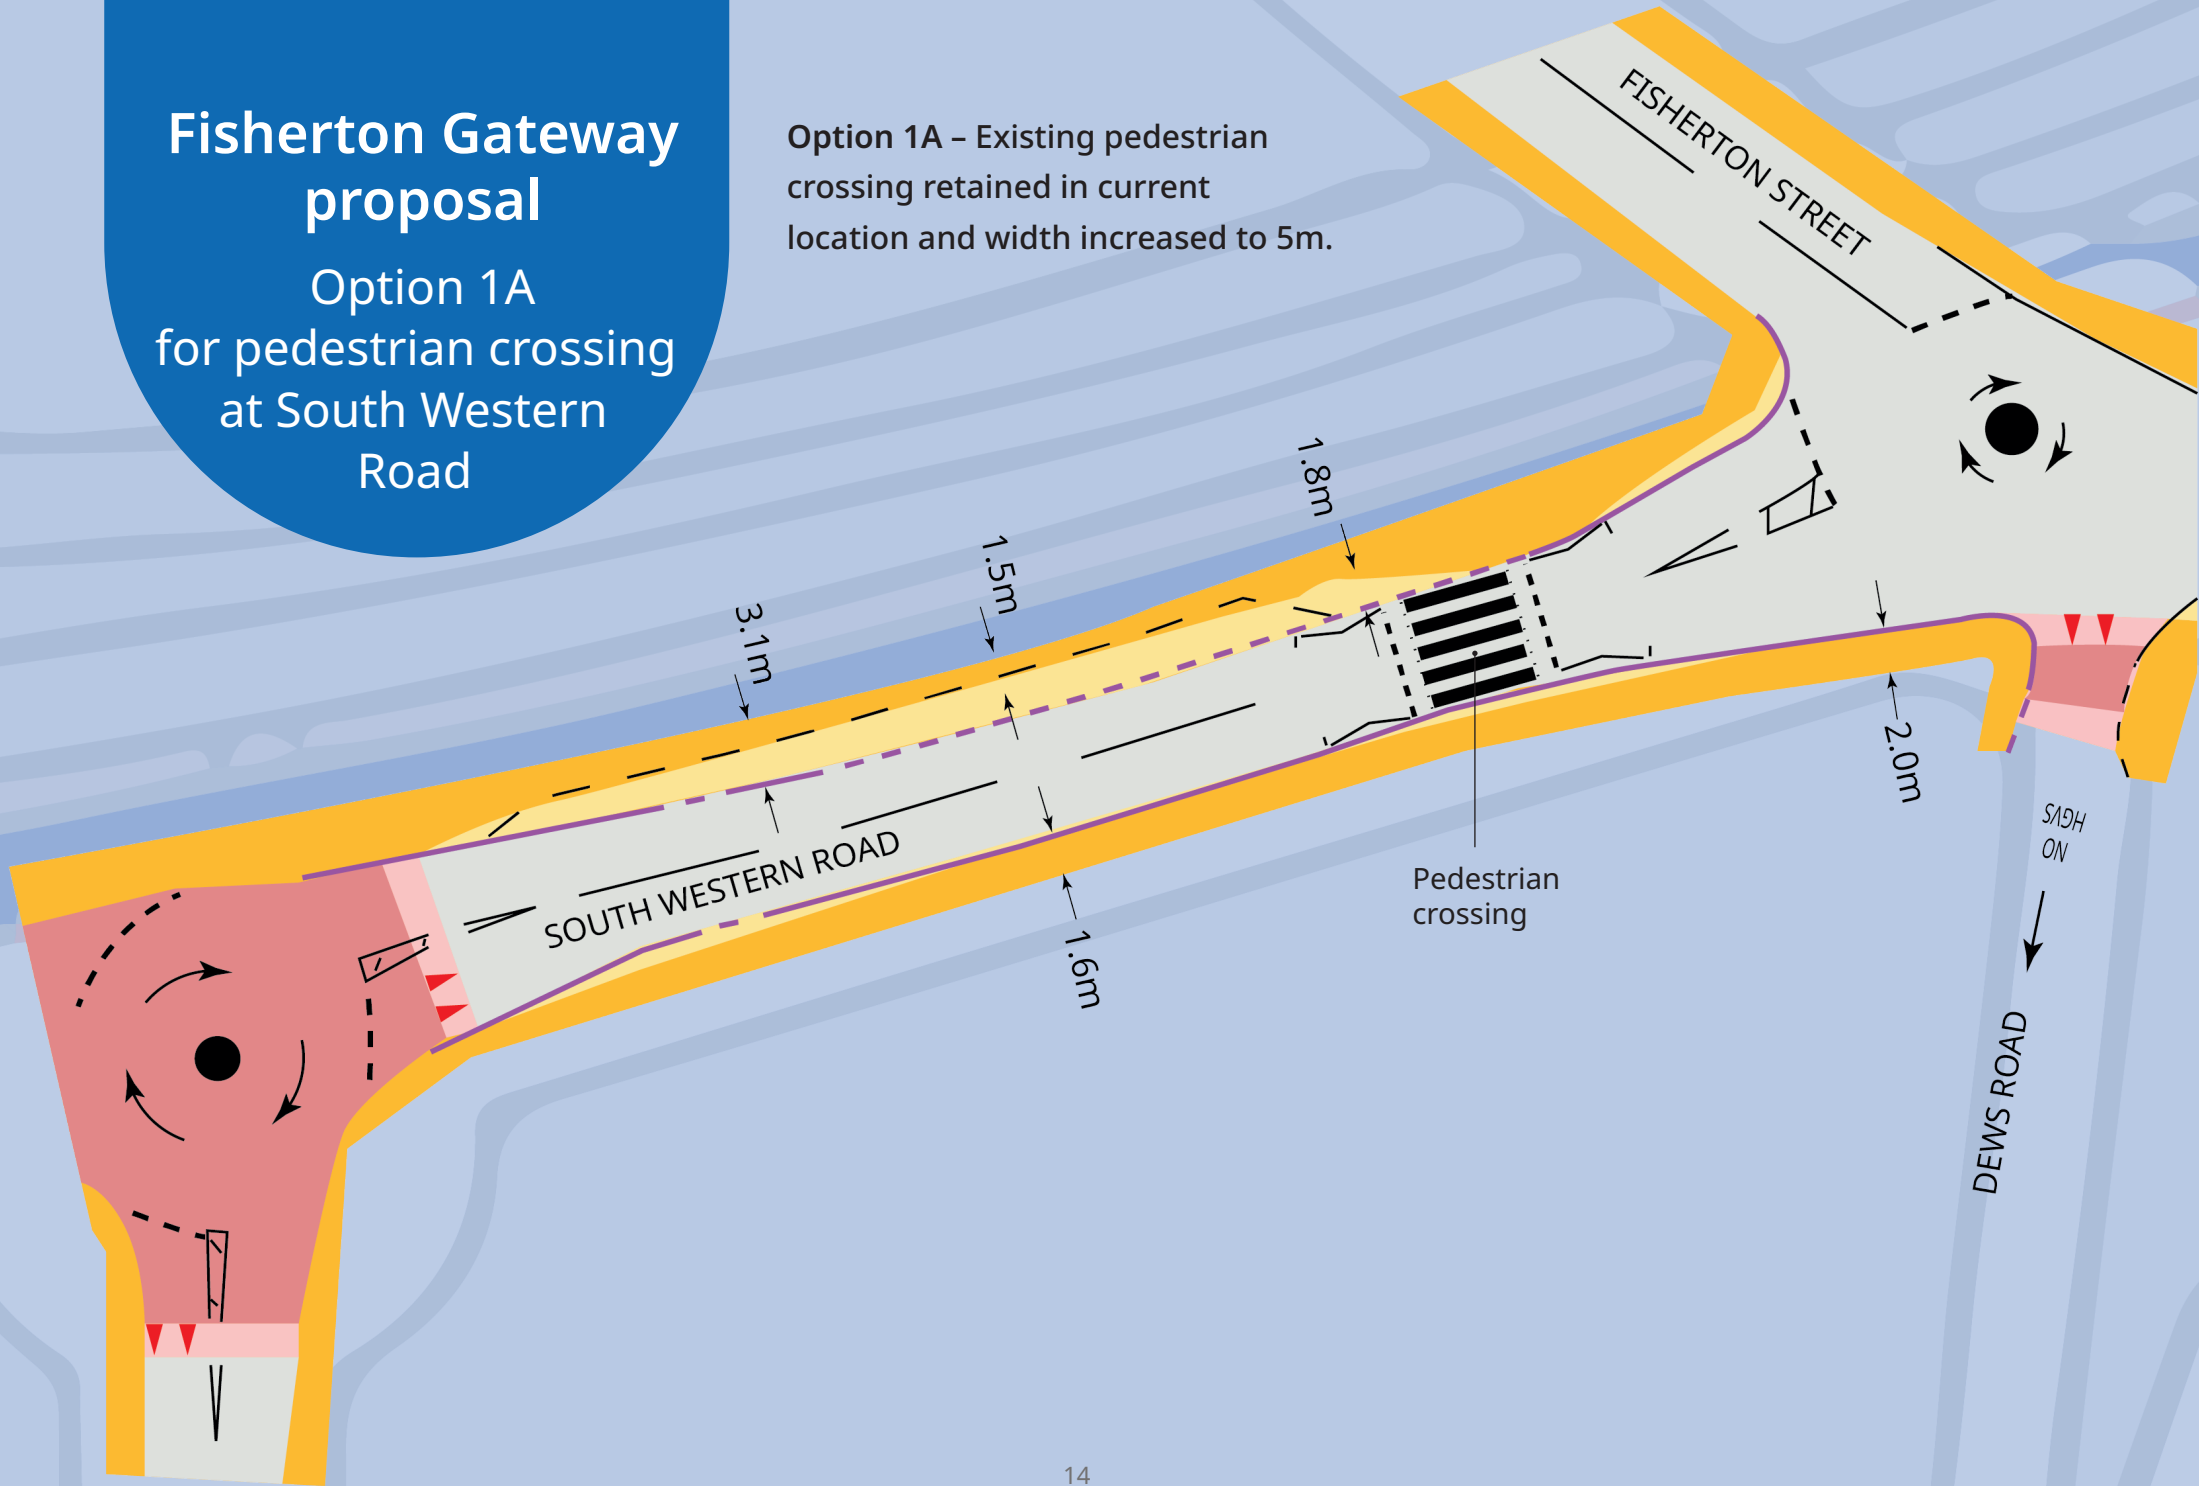 Fisherton Gateway
proposal
Option 1A
for pedestrian crossing
at South Western
Road
Option 1A – Existing pedestrian
crossing retained in current
location and width increased to 5m.
FISHERTON STREET
1.8m
1.5m
3.1m
SOUTH WESTERN ROAD
2.0m
1.6m
Pedestrian
crossing
NO
HGVS
DEWS ROAD
14